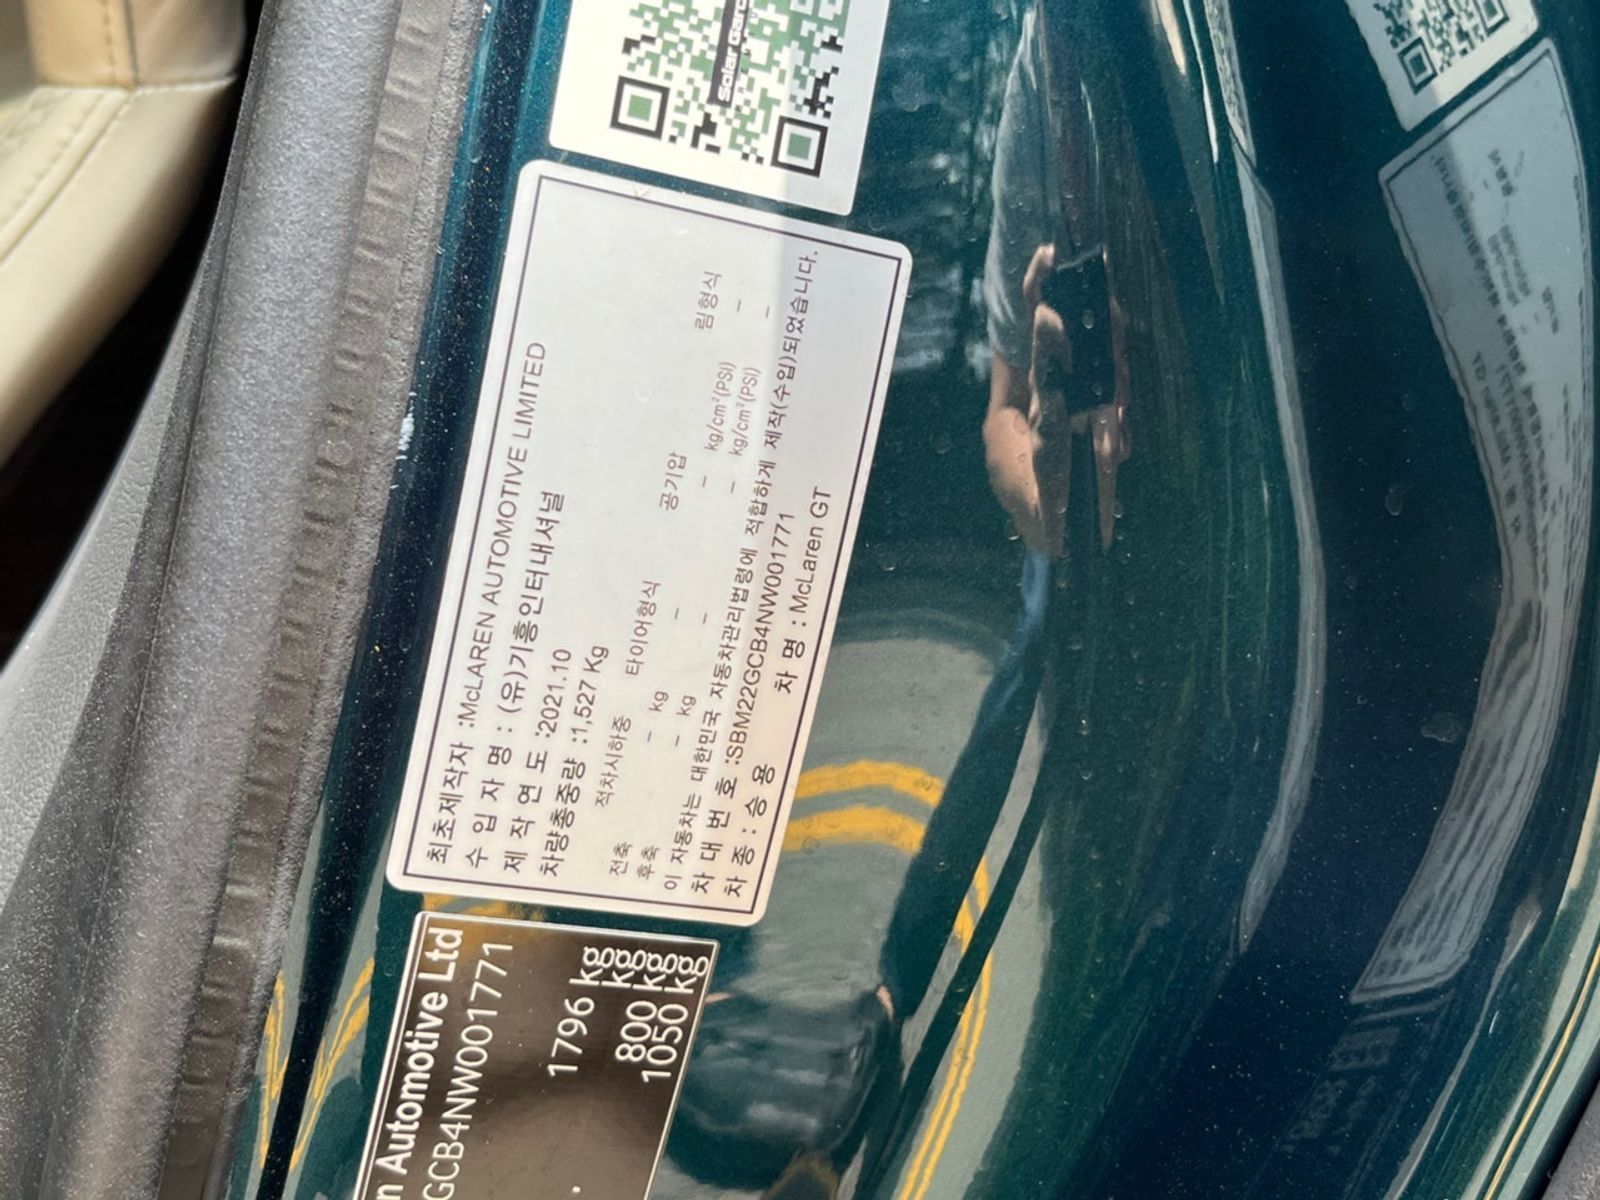 Solar Gard
최초제작자 :McLAREN AUTOMOTIVE LIMITED
수 입 자 명 : (유)기흥인터내셔널
제 작 연 도 :2021.10
차량총중량 :1,527 Kg
적차시하중 타이어형식 공기압 림형식
전축 - kg - - kg/cm²(PSI) -
후축 - kg - - kg/cm²(PSI) -
이 자동차는 대한민국 자동차관리법령에 적합하게 제작(수입)되었습니다.
차 대 번 호 :SBM22GCB4NW001771
차 종 : 승 용 차 명 : McLaren GT
Automotive Ltd
GCB4NW001771
1796 kg
800 kg
1050 kg